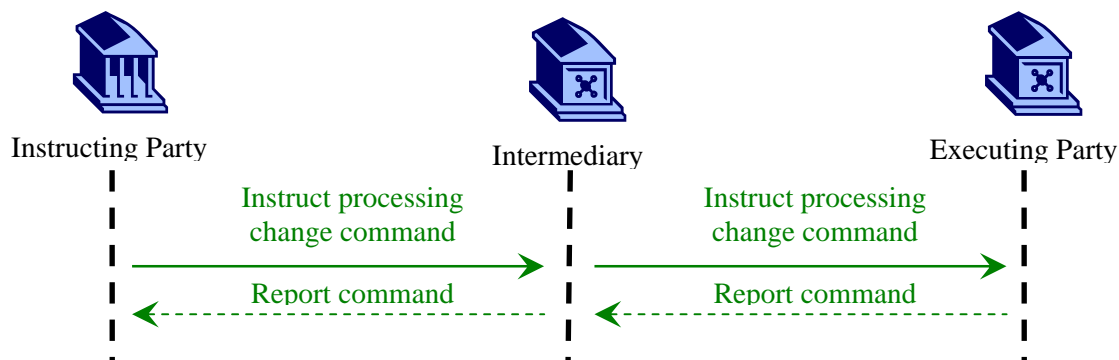 Instructing Party
Intermediary
Executing Party
Instruct processing
change command
Instruct processing
change command
Report command
Report command